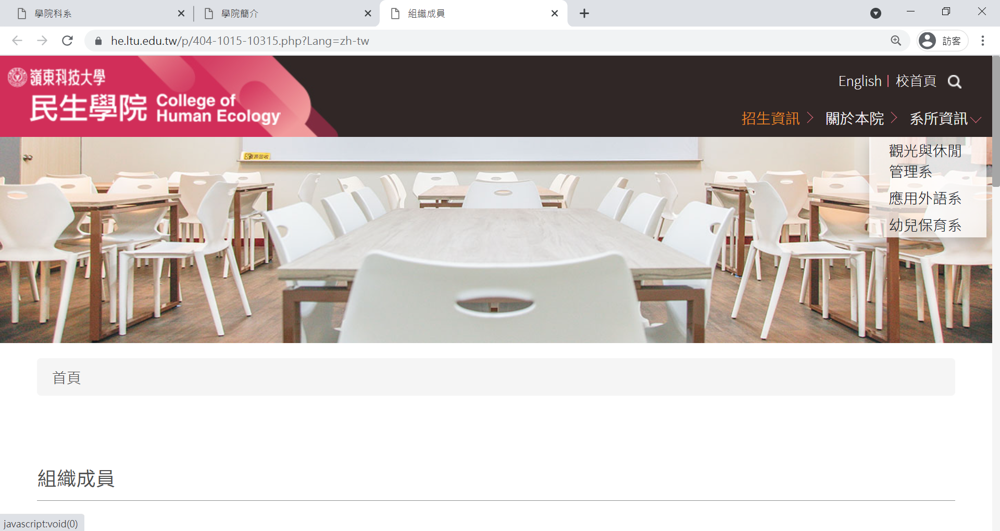 學院科系
學院簡介
組織成員
he.ltu.edu.tw/p/404-1015-10315.php?Lang=zh-tw
訪客
嶺東科技大學
民生學院
College of
Human Ecology
English
校首頁
招生資訊
關於本院
系所資訊
資源回收
觀光與休閒
管理系
應用外語系
幼兒保育系
首頁
組織成員
javascript:void(0)